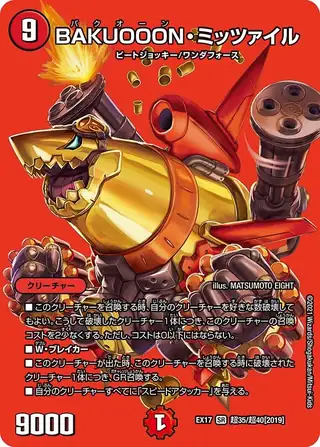 9
バクオーン
BAKUOOON・ミッツァイル
ビートジョッキー/ワンダフォース
illus. MATSUMOTO EIGHT
クリーチャー
■このクリーチャーを召喚する時、自分のクリーチャーを好きな数破壊して
もよい。こうして破壊したクリーチャー1体につき、このクリーチャーの召喚
コストを2少なくする。ただし、コストは0以下にはならない。
■W・ブレイカー
■このクリーチャーが出た時、このクリーチャーを召喚する時に破壊された
クリーチャー1体につき、GR召喚する。
■自分のクリーチャーすべてに「スピードアタッカー」を与える。
9000
EX17 SR 超35/超40[2019]
©2021 Wizards/Shogakukan/Mitsui-Kids